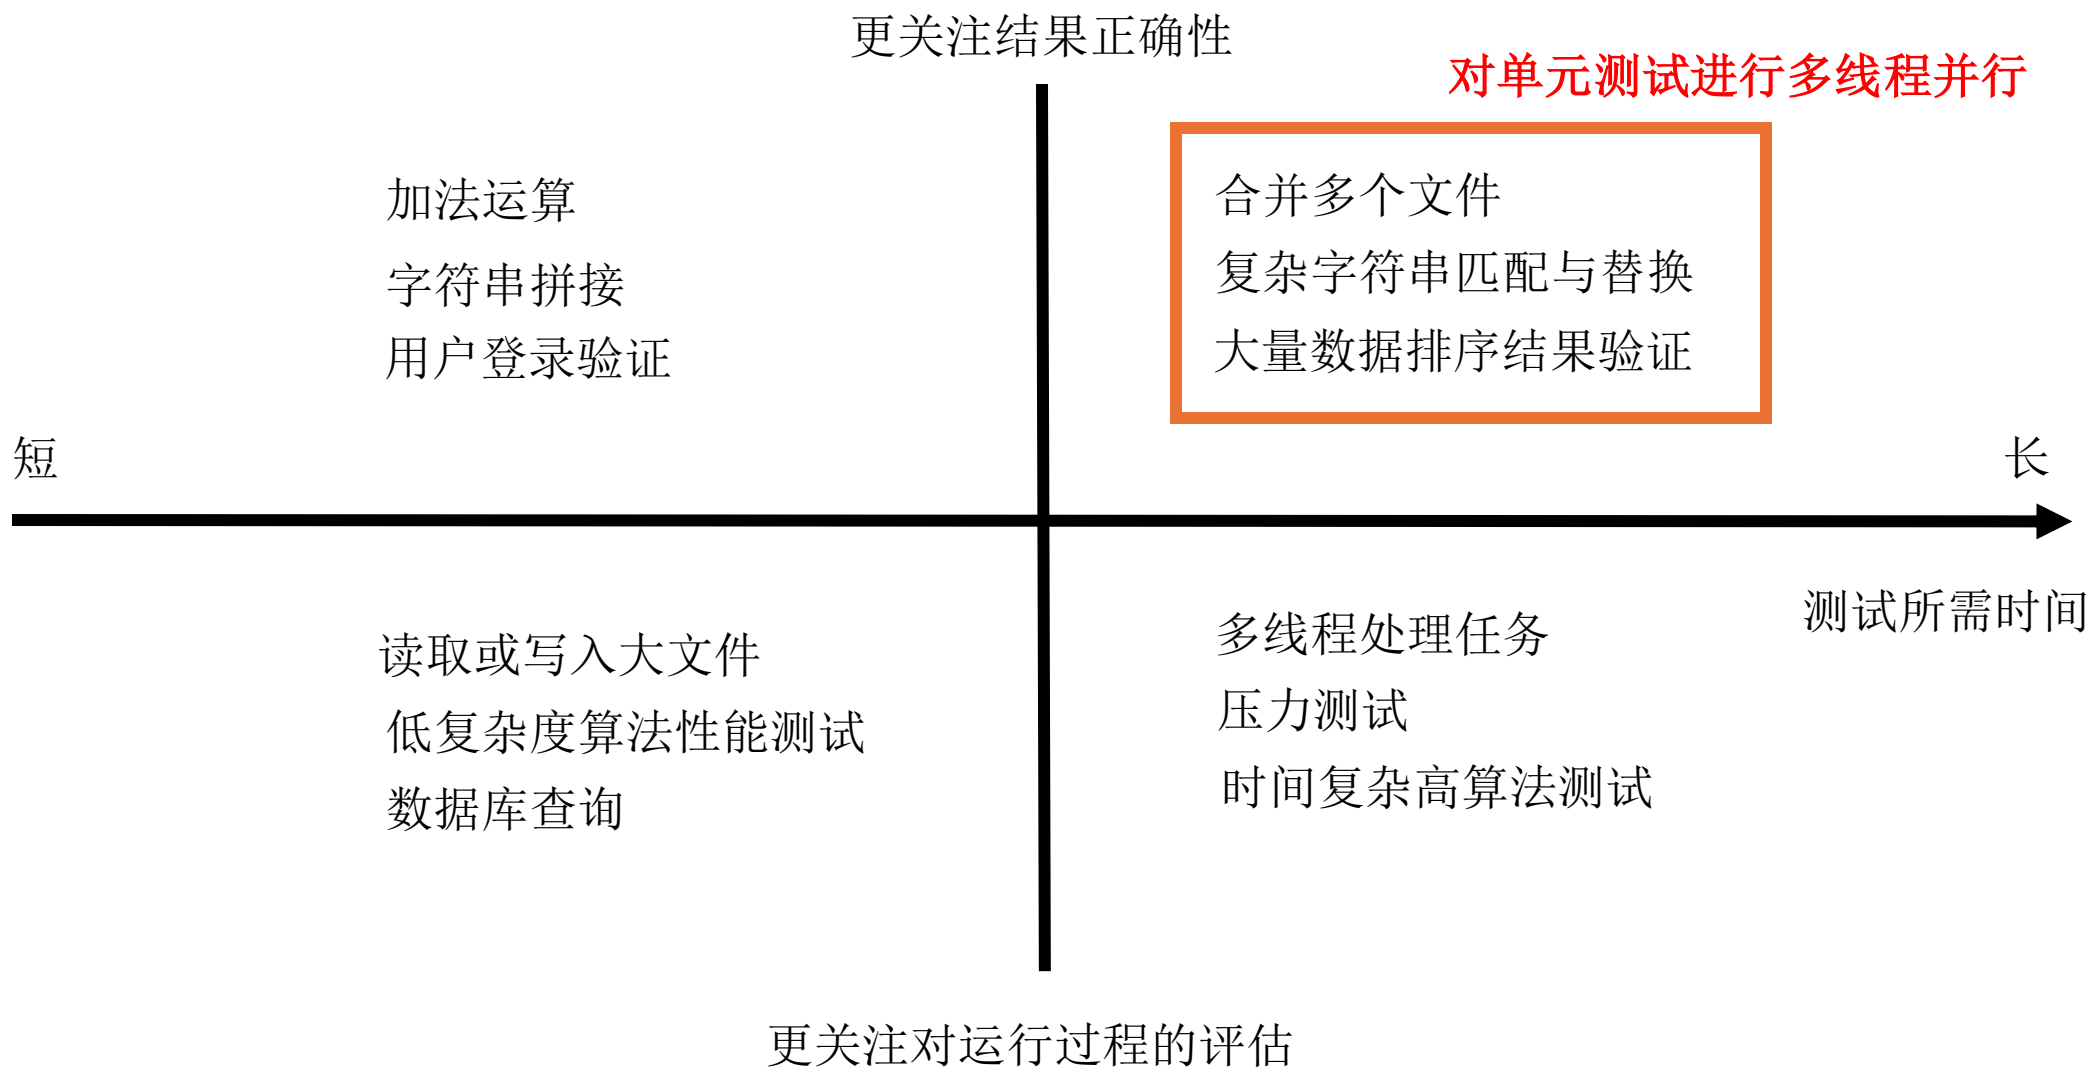 更关注结果正确性
对单元测试进行多线程并行
加法运算
字符串拼接
用户登录验证
合并多个文件
复杂字符串匹配与替换
大量数据排序结果验证
短
长
测试所需时间
读取或写入大文件
低复杂度算法性能测试
数据库查询
多线程处理任务
压力测试
时间复杂高算法测试
更关注对运行过程的评估